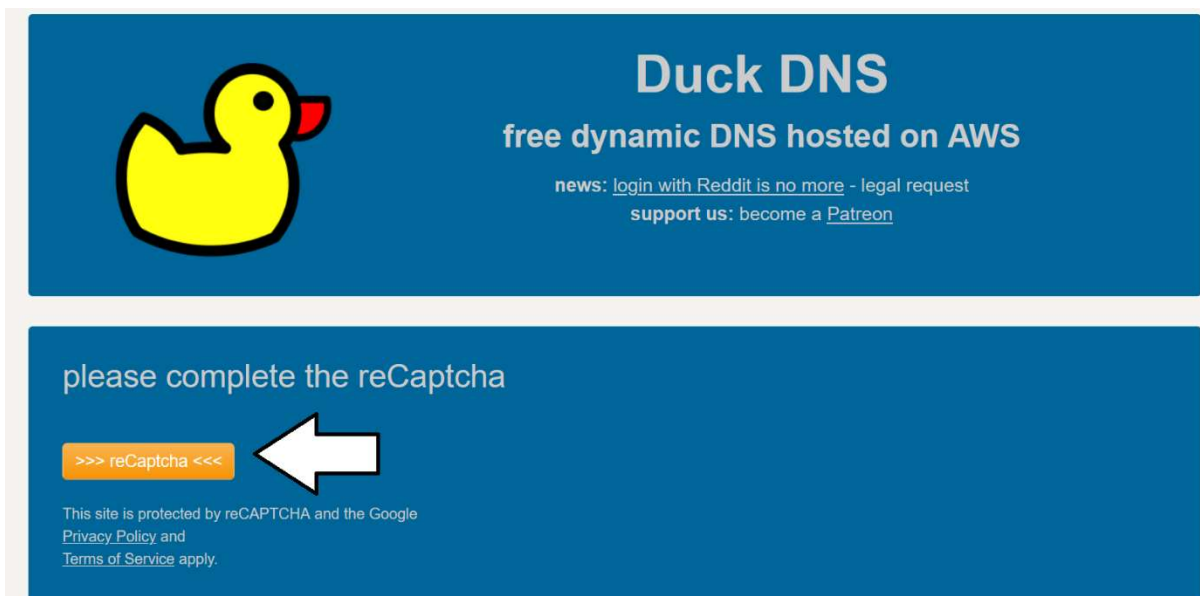 Duck DNS
free dynamic DNS hosted on AWS
news: login with Reddit is no more - legal request
support us: become a Patreon
please complete the reCaptcha
>>> reCaptcha <<<
This site is protected by reCAPTCHA and the Google
Privacy Policy and
Terms of Service apply.